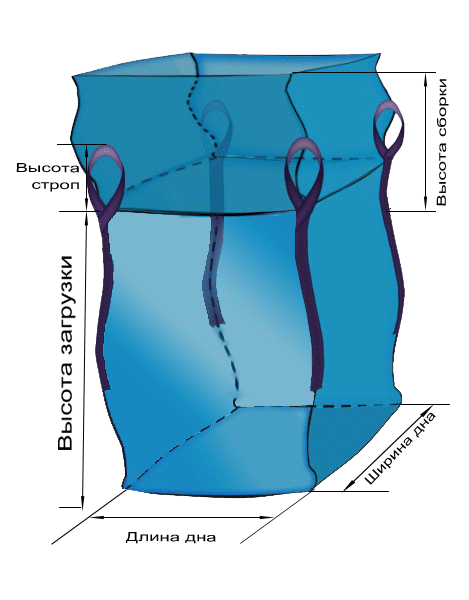 Высота сборки
Высота
строп
Высота загрузки
Ширина дна
Длина дна